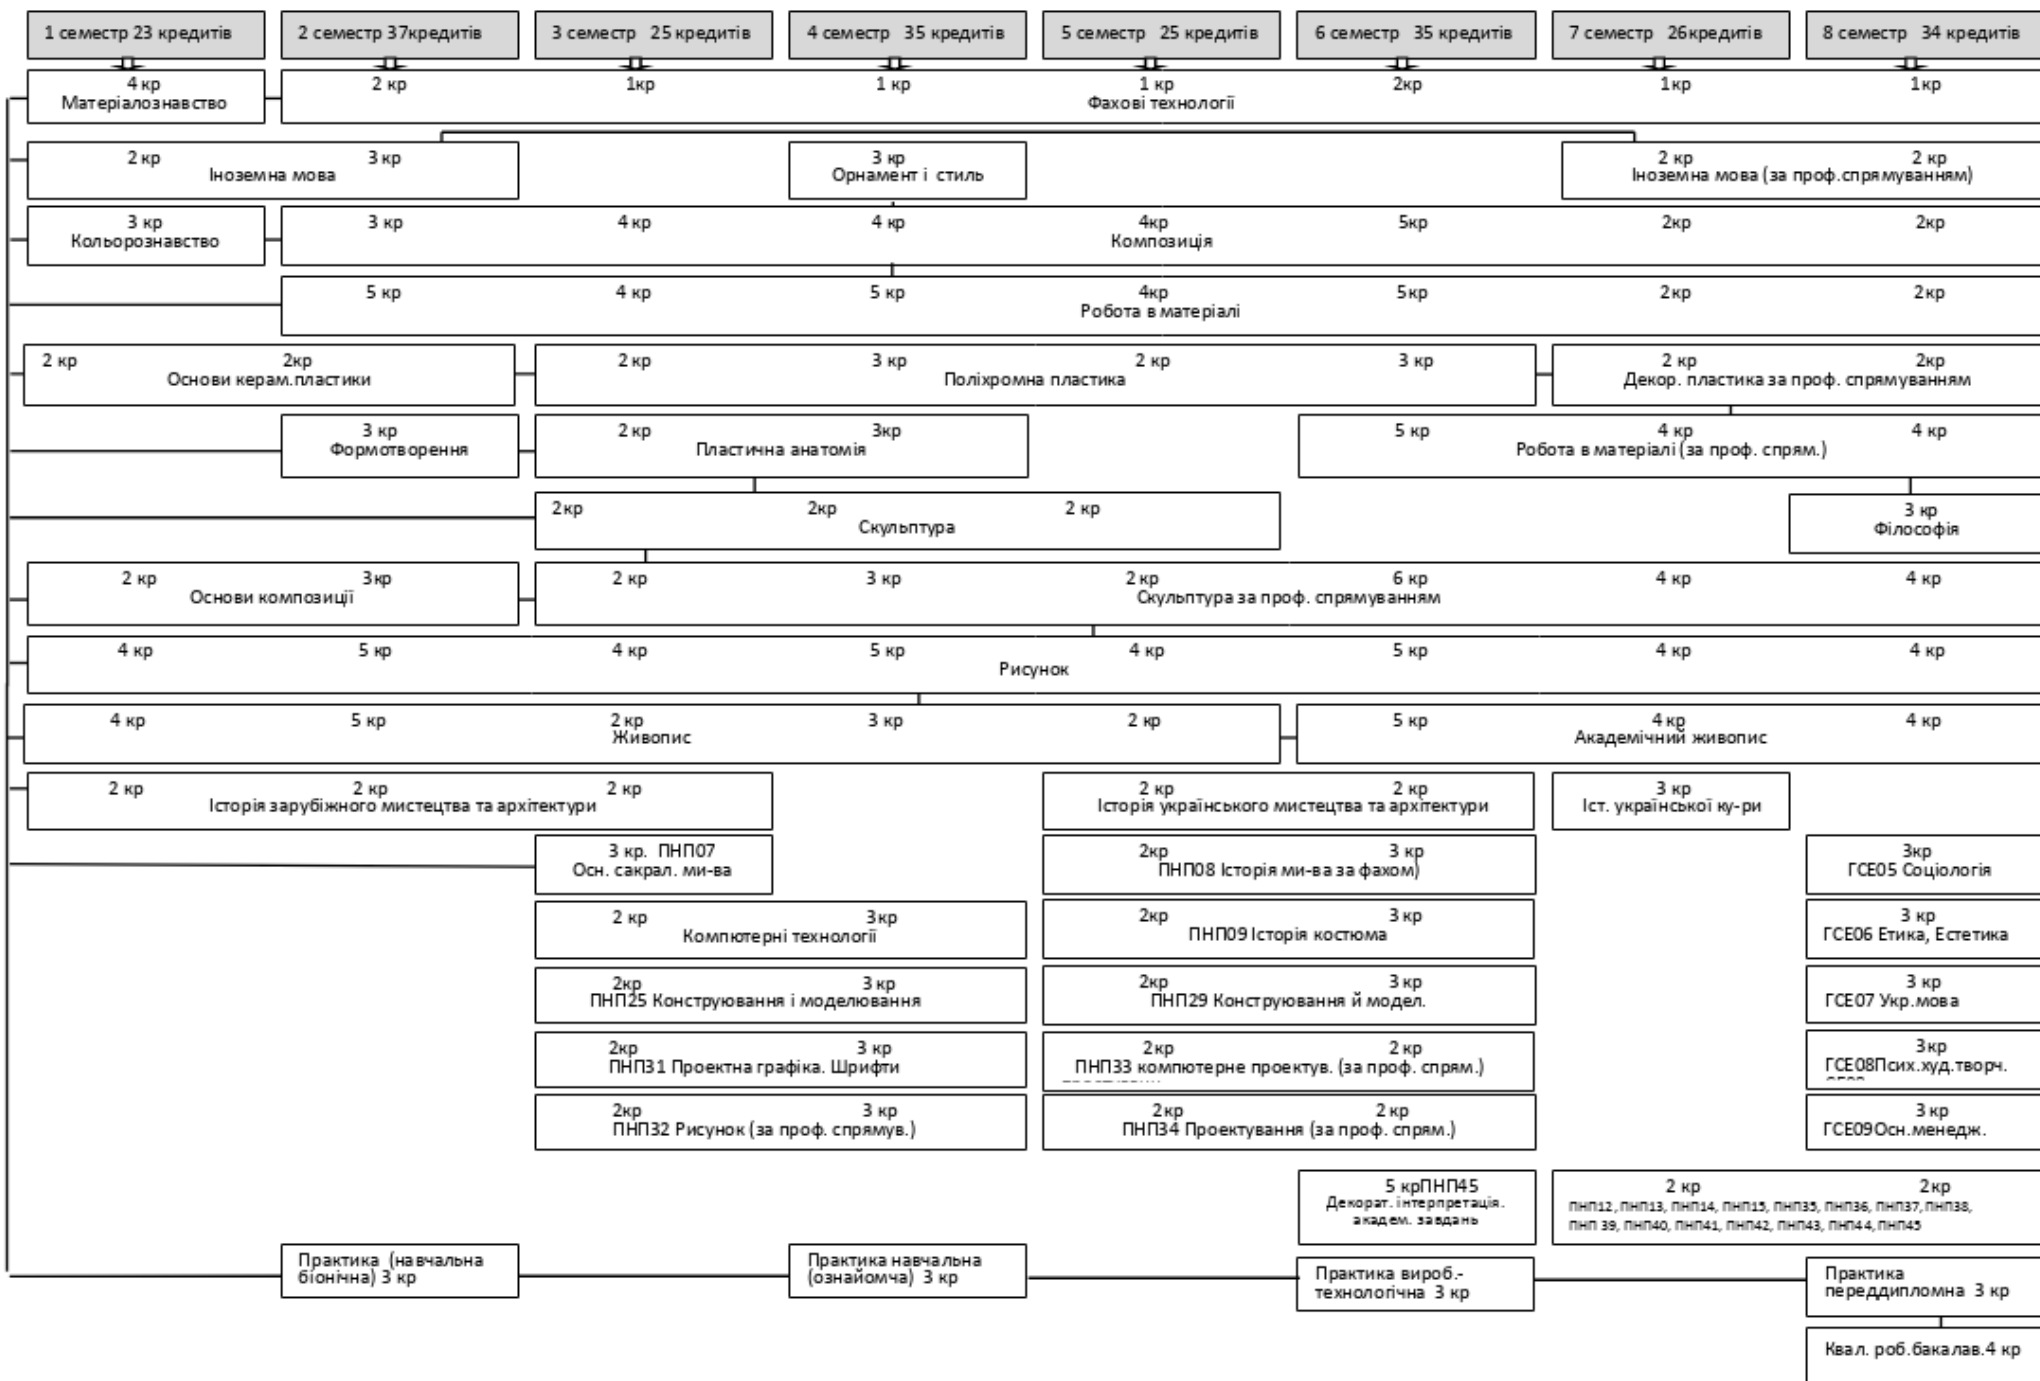 1 семестр 23 кредитів 2 семестр 37кредитів 3 семестр 25 кредитів 4 семестр 35 кредитів 5 семестр 25 кредитів 6 семестр 35 кредитів 7 семестр 26кредитів 8 семестр 34 кредитів
4 кр 2 кр 1кр 1 кр 1 кр 2кр 1кр 1кр
Матеріалознавство Фахові технології
2 кр 3 кр 3 кр 2 кр 2 кр
Іноземна мова Орнамент і стиль Іноземна мова (за проф.спрямуванням)
3 кр 3 кр 4 кр 4 кр 4кр 5кр 2кр 2кр
Кольорознавство Композиція
5 кр 4 кр 5 кр 4кр 5кр 2кр 2кр
Робота в матеріалі
2 кр 2кр 2 кр 3 кр 2 кр 3 кр 2 кр 2кр
Основи керам.пластики Поліхромна пластика Декор. пластика за проф. спрямуванням
3 кр 2 кр 3кр 5 кр 4 кр 4 кр
Формотворення Пластична анатомія Робота в матеріалі (за проф. спрям.)
2кр 2кр 2 кр 3 кр
Скульптура Філософія
2 кр 3кр 2 кр 3 кр 2 кр 6 кр 4 кр 4 кр
Основи композиції Скульптура за проф. спрямуванням
4 кр 5 кр 4 кр 5 кр 4 кр 5 кр 4 кр 4 кр
Рисунок
4 кр 5 кр 2 кр 3 кр 2 кр 5 кр 4 кр 4 кр
Живопис Академічний живопис
2 кр 2 кр 2 кр 2 кр 2 кр 3 кр
Історія зарубіжного мистецтва та архітектури Історія українського мистецтва та архітектури Іст. української ку-ри
3 кр. ПНП07 2кр 3 кр 3кр
Осн. сакрал. ми-ва ПНП08 Історія ми-ва за фахом) ГСЕ05 Соціологія
2 кр 3кр 2кр 3 кр 3 кр
Компютерні технології ПНП09 Історія костюма ГСЕ06 Етика, Естетика
2кр 3 кр 2кр 3 кр 3 кр
ПНП25 Конструювання і моделювання ПНП29 Конструювання й модел. ГСЕ07 Укр.мова
2кр 3 кр 2кр 2 кр 3кр
ПНП31 Проектна графіка. Шрифти ПНП33 компютерне проектув. (за проф. спрям.) ГСЕ08Псих.худ.творч.
2кр 3 кр 2кр 2 кр 3 кр
ПНП32 Рисунок (за проф. спрямув.) ПНП34 Проектування (за проф. спрям.) ГСЕ09Осн.менедж.
5 крПНП45 2 кр 2кр
Декорат. інтерпретація. ПНП12, ПНП13, ПНП14, ПНП15, ПНП35, ПНП36, ПНП37, ПНП38,
академ. завдань ПНП 39, ПНП40, ПНП41, ПНП42, ПНП43, ПНП44, ПНП45
Практика (навчальна Практика навчальна Практика вироб.- Практика
біонічна) 3 кр (ознайомча) 3 кр технологічна 3 кр переддипломна 3 кр
Квал. роб.бакалав.4 кр